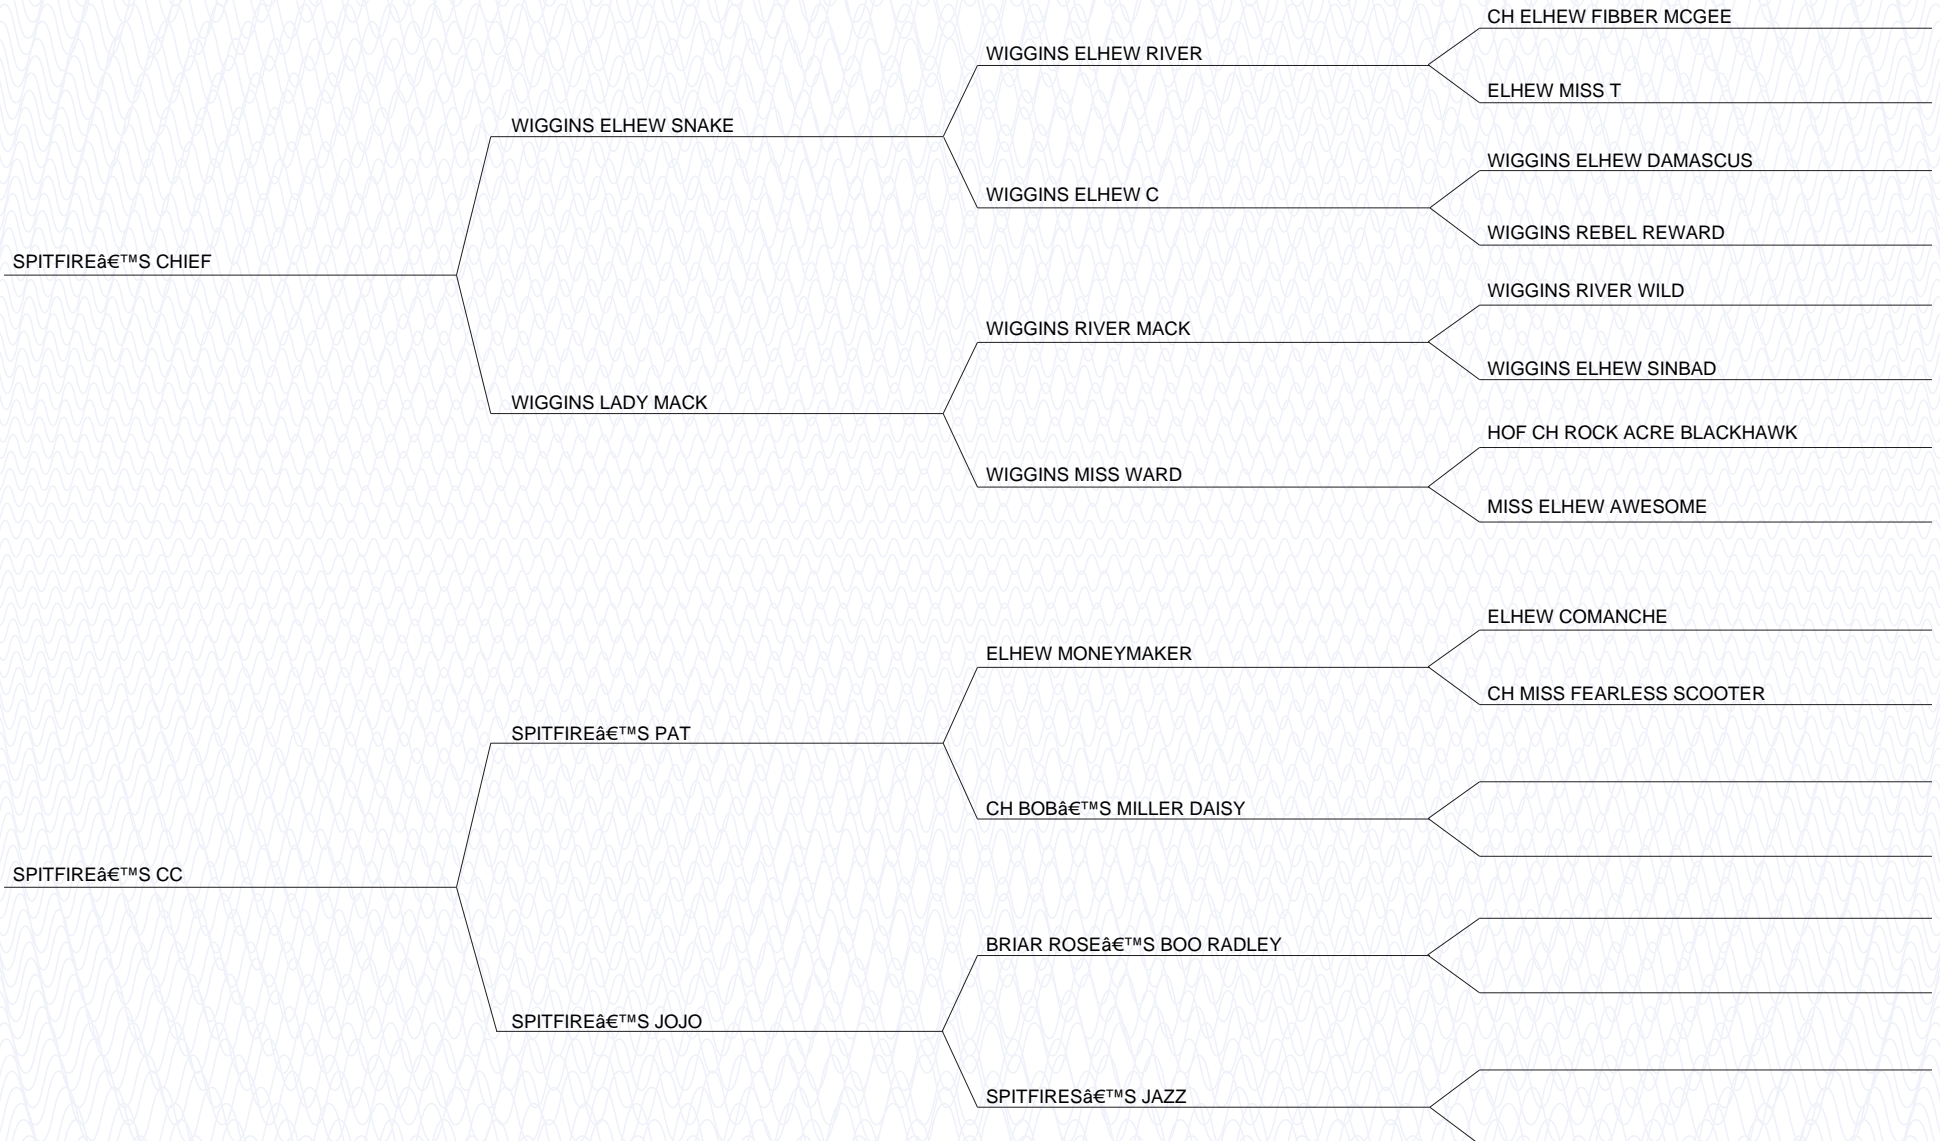 CH ELHEW FIBBER MCGEE
WIGGINS ELHEW RIVER
ELHEW MISS T
WIGGINS ELHEW SNAKE
WIGGINS ELHEW DAMASCUS
WIGGINS ELHEW C
WIGGINS REBEL REWARD
SPITFIREâ€™S CHIEF
WIGGINS RIVER WILD
WIGGINS RIVER MACK
WIGGINS ELHEW SINBAD
WIGGINS LADY MACK
HOF CH ROCK ACRE BLACKHAWK
WIGGINS MISS WARD
MISS ELHEW AWESOME
ELHEW COMANCHE
ELHEW MONEYMAKER
CH MISS FEARLESS SCOOTER
SPITFIREâ€™S PAT
CH BOBâ€™S MILLER DAISY
SPITFIREâ€™S CC
BRIAR ROSEâ€™S BOO RADLEY
SPITFIREâ€™S JOJO
SPITFIRESâ€™S JAZZ